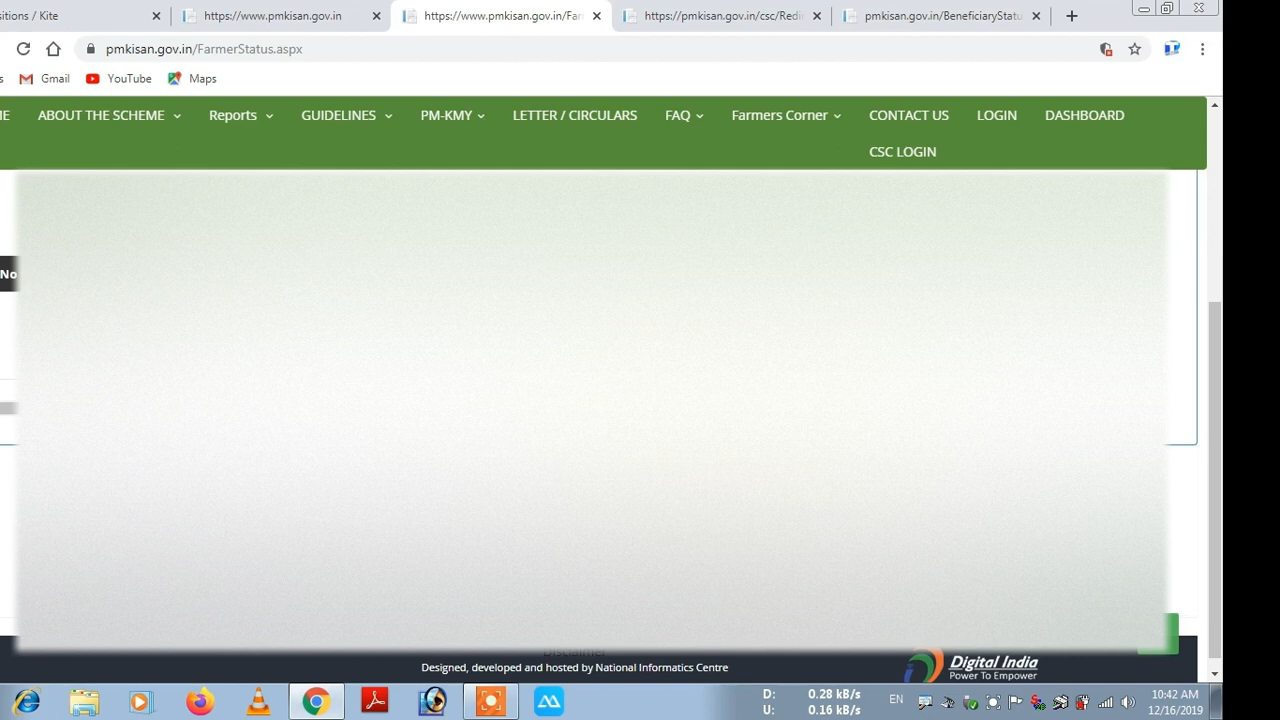 sitions / Kite
https://www.pmkisan.gov.in
https://www.pmkisan.gov.in/Far
https://pmkisan.gov.in/csc/Redi
pmkisan.gov.in/BeneficiaryStatu
pmkisan.gov.in/FarmerStatus.aspx
s
Gmail
YouTube
Maps
ME
ABOUT THE SCHEME
Reports
GUIDELINES
PM-KMY
LETTER / CIRCULARS
FAQ
Farmers Corner
CONTACT US
LOGIN
DASHBOARD
CSC LOGIN
No
Disclaimer
Designed, developed and hosted by National Informatics Centre
Digital India
Power To Empower
D: 0.28 kB/s
U: 0.16 kB/s
EN
10:42 AM
12/16/2019